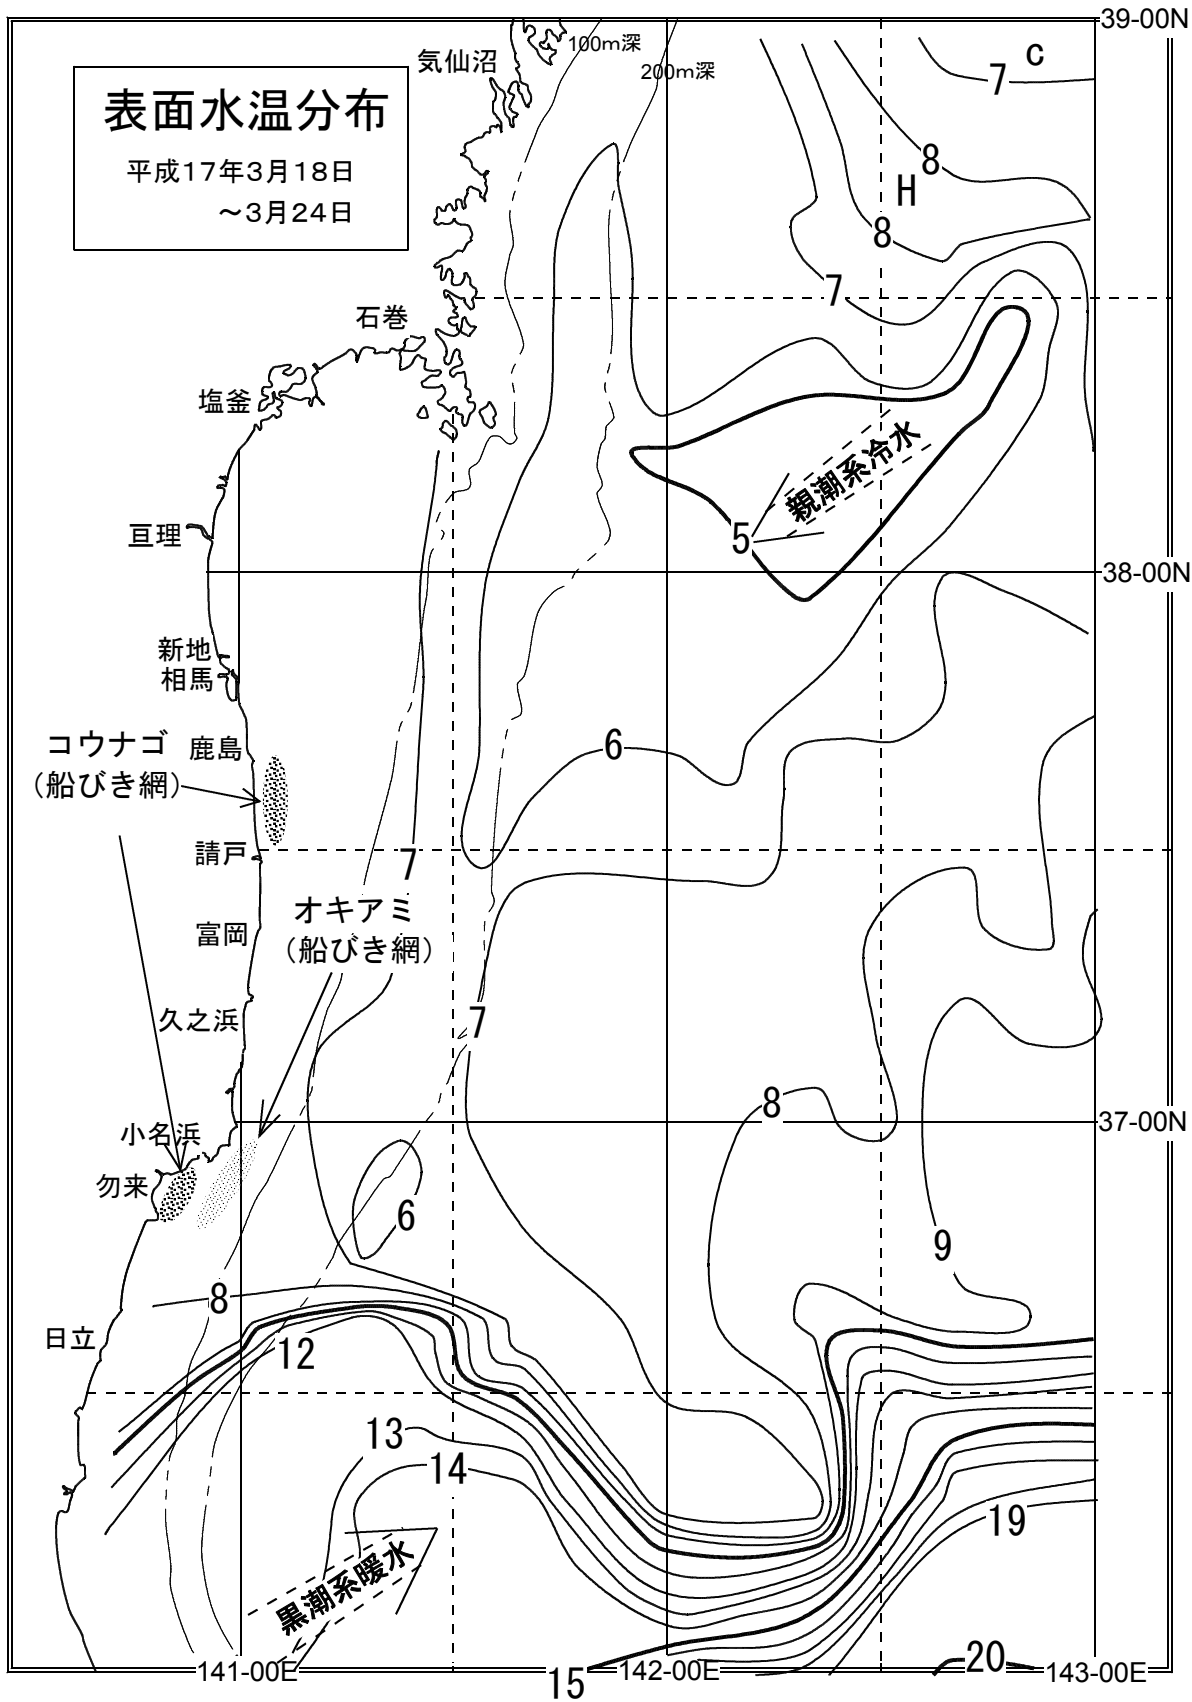 39-00N
100m深
気仙沼
200m深
c
7
表面水温分布
平成17年3月18日
～3月24日
8
H
8
7
石巻
塩釜
親潮系冷水
5
亘理
38-00N
新地
相馬
コウナゴ
(船びき網)
鹿島
6
請戸
7
オキアミ
(船びき網)
富岡
久之浜
7
8
37-00N
小名浜
勿来
6
9
8
日立
12
13
14
19
黒潮系暖水
141-00E
15
142-00E
20
143-00E